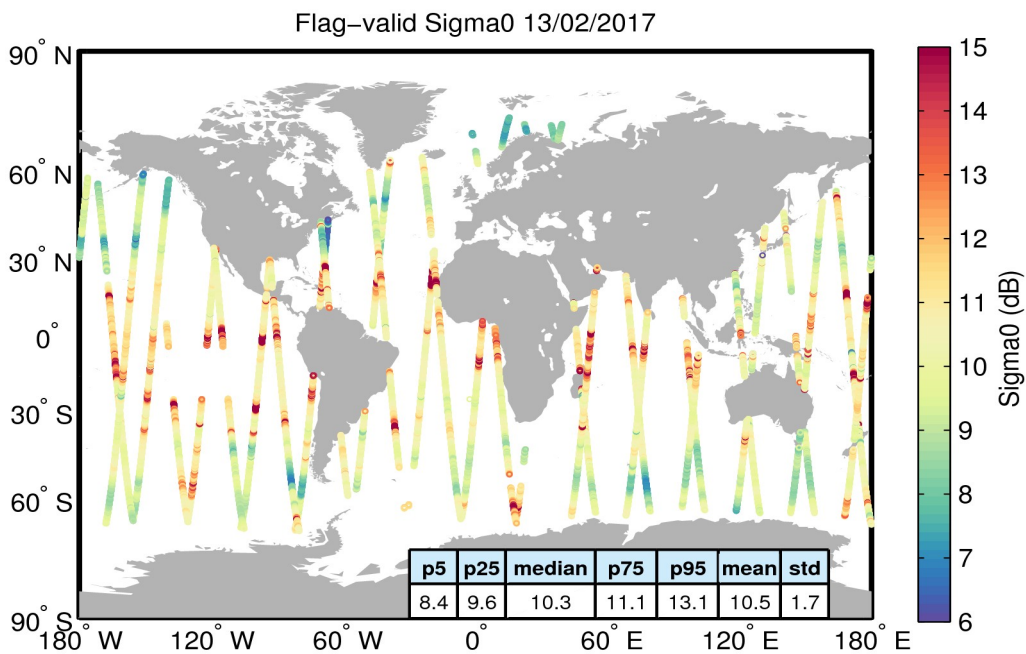 Flag−valid Sigma0 13/02/2017
90° N
60° N
30° N
0°
30° S
60° S
90° S
180° W
120° W
60° W
0°
60° E
120° E
180° E
p5 p25 median p75 p95 mean std
8.4 9.6 10.3 11.1 13.1 10.5 1.7
15
14
13
12
11
10
9
8
7
6
Sigma0 (dB)